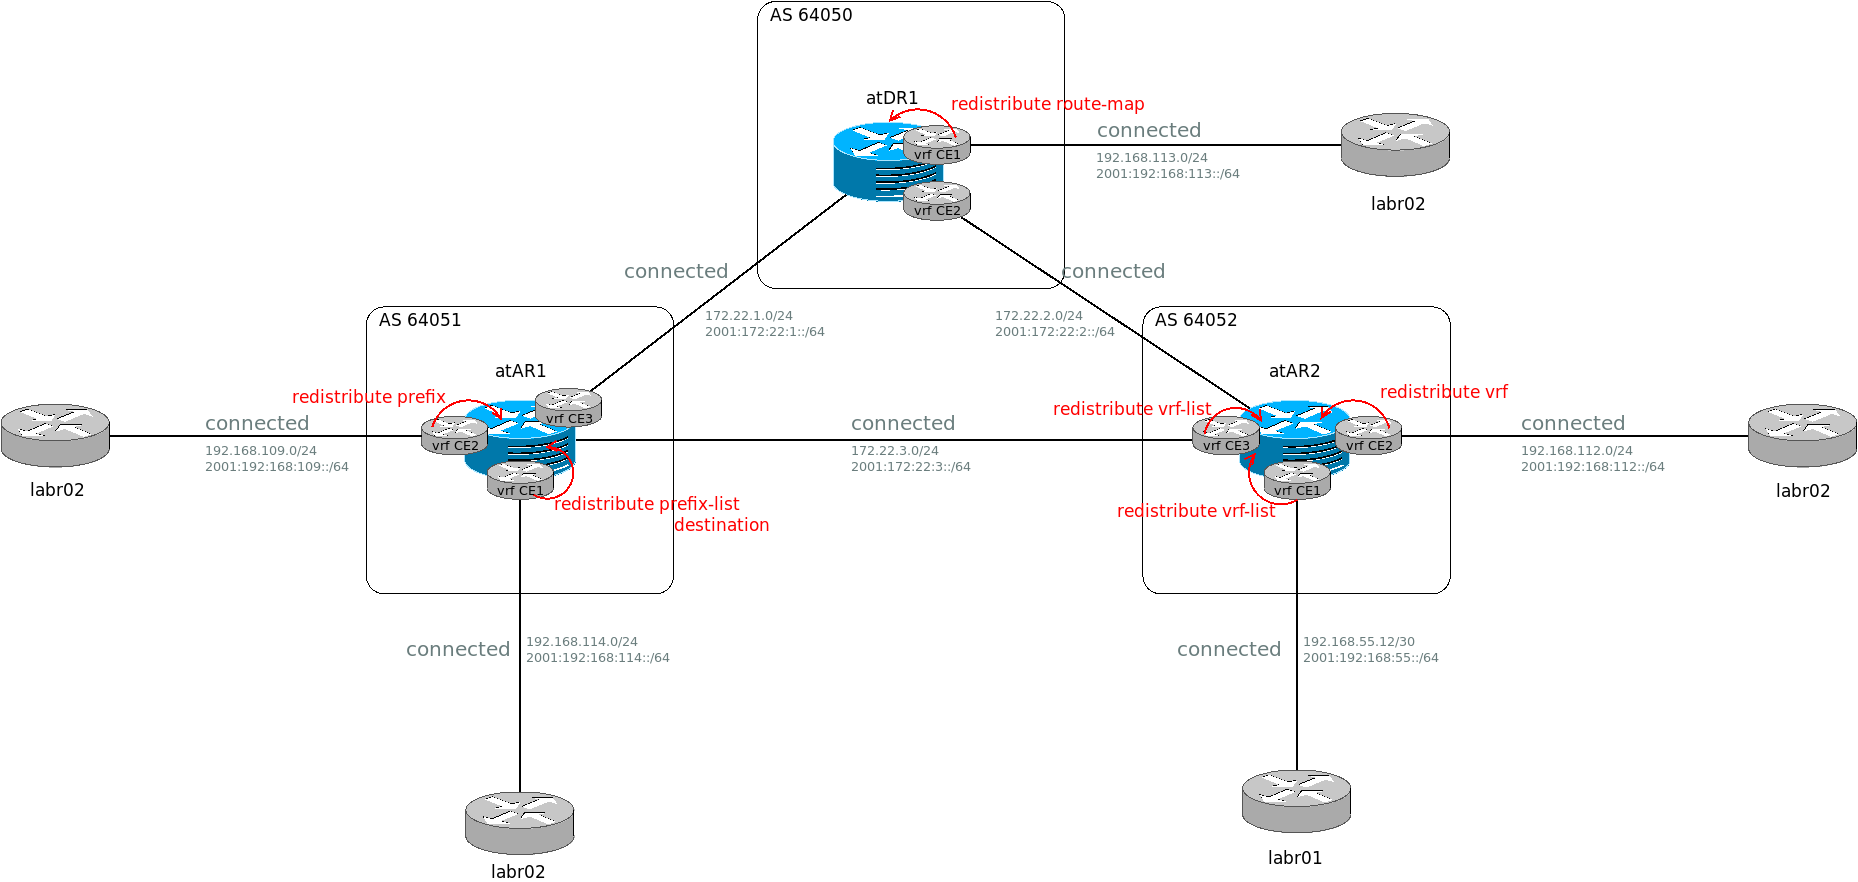 AS 64050
atDR1
redistribute route-map
vrf CE1
connected
192.168.113.0/24
2001:192:168:113::/64
labr02
vrf CE2
connected
172.22.1.0/24
2001:172:22:1::/64
connected
172.22.2.0/24
2001:172:22:2::/64
AS 64051
atAR1
redistribute prefix
vrf CE3
vrf CE2
connected
192.168.109.0/24
2001:192:168:109::/64
labr02
vrf CE1
redistribute prefix-list
destination
connected
172.22.3.0/24
2001:172:22:3::/64
AS 64052
atAR2
redistribute vrf-list
redistribute vrf
vrf CE3
vrf CE2
vrf CE1
redistribute vrf-list
connected
192.168.112.0/24
2001:192:168:112::/64
labr02
connected
192.168.114.0/24
2001:192:168:114::/64
labr02
connected
192.168.55.12/30
2001:192:168:55::/64
labr01